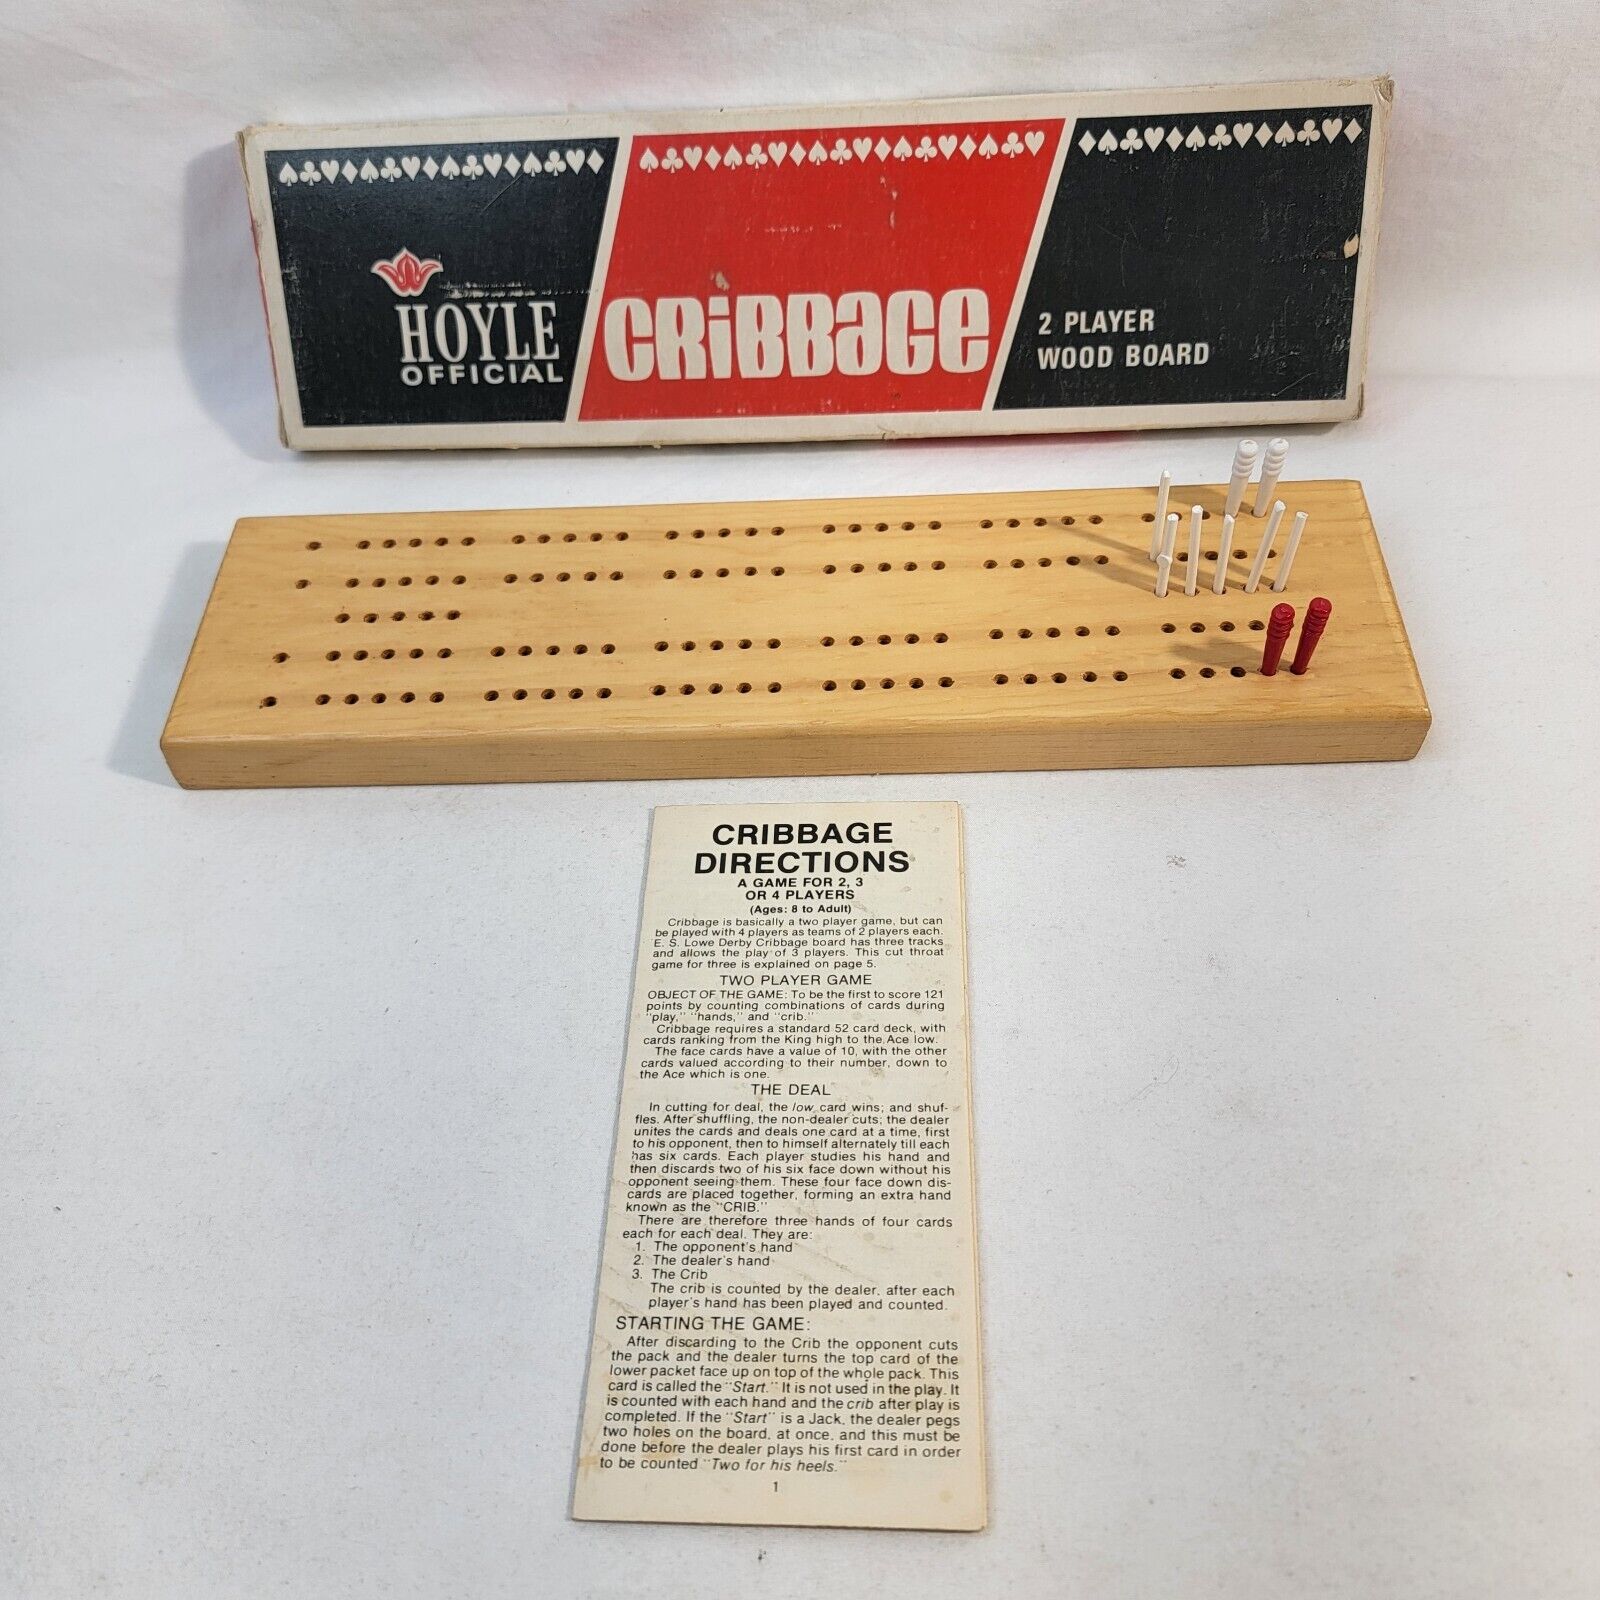 HOYLE
OFFICIAL
CRiBBaGe
2 PLAYER
WOOD BOARD
CRIBBAGE
DIRECTIONS
A GAME FOR 2, 3
OR 4 PLAYERS
(Ages: 8 to Adult)
Cribbage is basically a two player game, but can
be played with 4 players as teams of 2 players each.
E. S. Lowe Derby Cribbage board has three tracks
and allows the play of 3 players. This cut throat
game for three is explained on page 5.
TWO PLAYER GAME
OBJECT OF THE GAME: To be the first to score 121
points by counting combinations of cards during
"play," "hands," and "crib."
Cribbage requires a standard 52 card deck, with
cards ranking from the King high to the Ace low.
The face cards have a value of 10, with the other
cards valued according to their number, down to
the Ace which is one.
THE DEAL
In cutting for deal, the low card wins; and shuf-
fles. After shuffling, the non-dealer cuts; the dealer
unites the cards and deals one card at a time, first
to his opponent, then to himself alternately till each
has six cards. Each player studies his hand and
then discards two of his six face down without his
opponent seeing them. These four face down dis-
cards are placed together, forming an extra hand
known as the "CRIB."
There are therefore three hands of four cards
each for each deal. They are:
1. The opponent's hand
2. The dealer's hand
3. The Crib
The crib is counted by the dealer, after each
player's hand has been played and counted.
STARTING THE GAME:
After discarding to the Crib the opponent cuts
the pack and the dealer turns the top card of the
lower packet face up on top of the whole pack. This
card is called the "Start." It is not used in the play. It
is counted with each hand and the crib after play is
completed. If the "Start" is a Jack, the dealer pegs
two holes on the board, at once, and this must be
done before the dealer plays his first card in order
to be counted "Two for his heels."
1